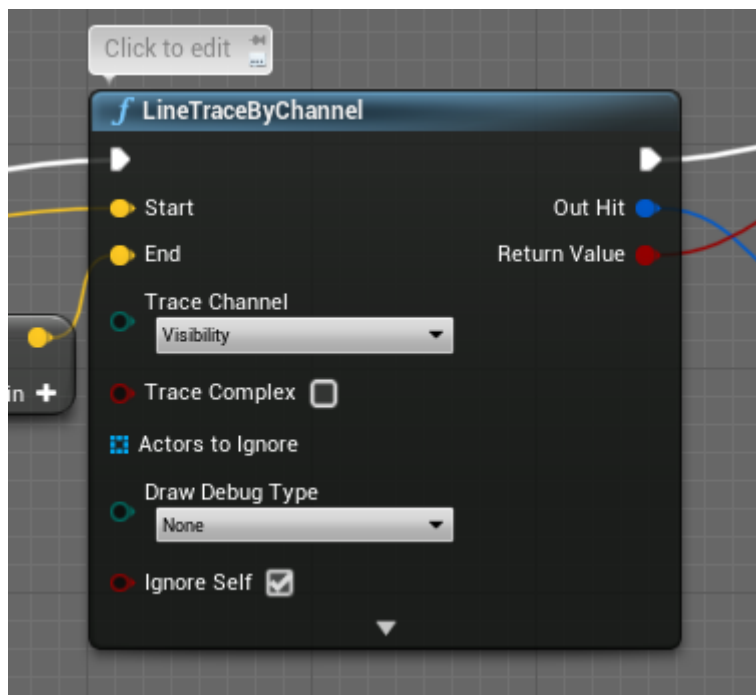 Click to edit
f LineTraceByChannel
Start Out Hit
End Return Value
Trace Channel
Visibility
in +
Trace Complex
Actors to Ignore
Draw Debug Type
None
Ignore Self